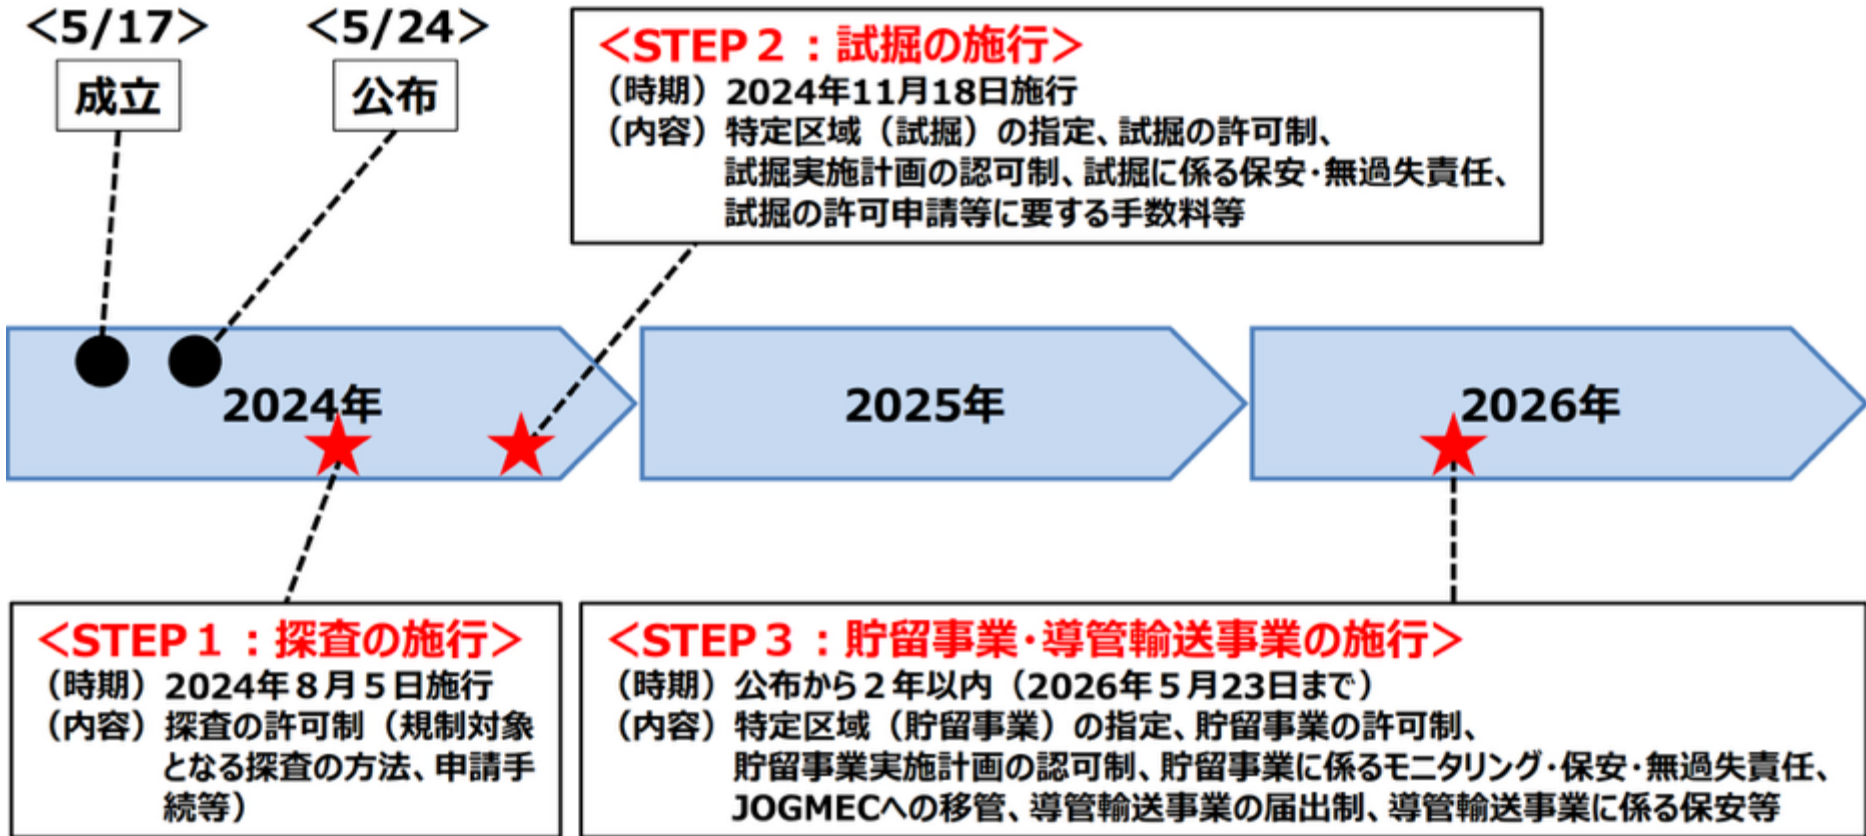 ＜5/17＞
成立
＜5/24＞
公布
＜STEP２：試掘の施行＞
（時期）2024年11月18日施行
（内容）特定区域（試掘）の指定、試掘の許可制、
試掘実施計画の認可制、試掘に係る保安・無過失責任、
試掘の許可申請等に要する手数料等
2024年
2025年
2026年
＜STEP１：探査の施行＞
（時期）2024年８月５日施行
（内容）探査の許可制（規制対象
となる探査の方法、申請手
続等）
＜STEP３：貯留事業・導管輸送事業の施行＞
（時期）公布から２年以内（2026年５月23日まで）
（内容）特定区域（貯留事業）の指定、貯留事業の許可制、
貯留事業実施計画の認可制、貯留事業に係るモニタリング・保安・無過失責任、
JOGMECへの移管、導管輸送事業の届出制、導管輸送事業に係る保安等